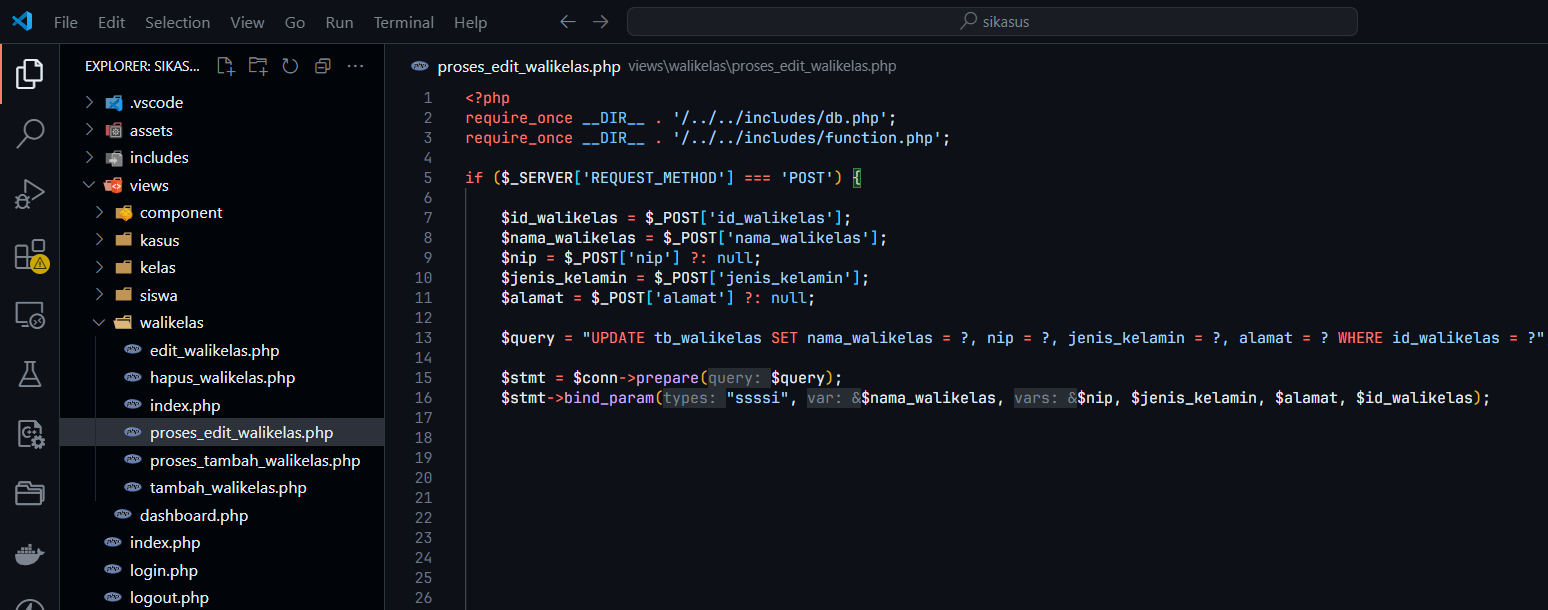 File Edit Selection View Go Run Terminal Help
sikasus
EXPLORER: SIKAS...
.vscode
assets
includes
views
component
kasus
kelas
siswa
walikelas
edit_walikelas.php
hapus_walikelas.php
index.php
proses_edit_walikelas.php
proses_tambah_walikelas.php
tambah_walikelas.php
dashboard.php
index.php
login.php
logout.php
proses_edit_walikelas.php views\walikelas\proses_edit_walikelas.php
1 <?php
2 require_once __DIR__ . '/../../includes/db.php';
3 require_once __DIR__ . '/../../includes/function.php';
4
5 if ($_SERVER['REQUEST_METHOD'] === 'POST') {
6
7 $id_walikelas = $_POST['id_walikelas'];
8 $nama_walikelas = $_POST['nama_walikelas'];
9 $nip = $_POST['nip'] ?: null;
10 $jenis_kelamin = $_POST['jenis_kelamin'];
11 $alamat = $_POST['alamat'] ?: null;
12
13 $query = "UPDATE tb_walikelas SET nama_walikelas = ?, nip = ?, jenis_kelamin = ?, alamat = ? WHERE id_walikelas = ?"
14
15 $stmt = $conn->prepare(query: $query);
16 $stmt->bind_param(types: "ssssi", var: &$nama_walikelas, vars: &$nip, $jenis_kelamin, $alamat, $id_walikelas);
17
18
19
20
21
22
23
24
25
26